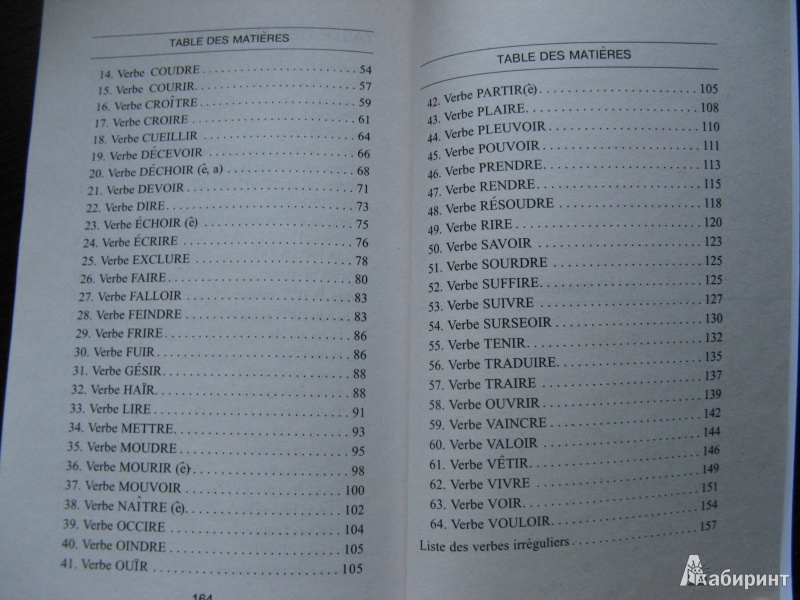 TABLE DES MATIÈRES
14. Verbe COUDRE........................54
15. Verbe COURIR........................57
16. Verbe CROÎTRE........................59
17. Verbe CROIRE........................61
18. Verbe CUEILLIR........................64
19. Verbe DÉCEVOIR........................66
20. Verbe DÉCHOIR (ê, a)........................68
21. Verbe DEVOIR........................71
22. Verbe DIRE........................73
23. Verbe ÉCHOIR (ê)........................75
24. Verbe ÉCRIRE........................76
25. Verbe EXCLURE........................78
26. Verbe FAIRE........................80
27. Verbe FALLOIR........................83
28. Verbe FEINDRE........................83
29. Verbe FRIRE........................86
30. Verbe FUIR........................86
31. Verbe GÉSIR........................88
32. Verbe HAÏR........................88
33. Verbe LIRE........................91
34. Verbe METTRE........................93
35. Verbe MOUDRE........................95
36. Verbe MOURIR (ê)........................98
37. Verbe MOUVOIR........................100
38. Verbe NAÎTRE (ê)........................102
39. Verbe OCCIRE........................104
40. Verbe OINDRE........................105
41. Verbe OUÏR........................105
164
TABLE DES MATIÈRES
42. Verbe PARTIR(ê)........................105
43. Verbe PLAIRE........................108
44. Verbe PLEUVOIR........................110
45. Verbe POUVOIR........................111
46. Verbe PRENDRE........................113
47. Verbe RENDRE........................115
48. Verbe RÉSOUDRE........................118
49. Verbe RIRE........................120
50. Verbe SAVOIR........................123
51. Verbe SOURDRE........................125
52. Verbe SUFFIRE........................125
53. Verbe SUIVRE........................127
54. Verbe SURSEOIR........................130
55. Verbe TENIR........................132
56. Verbe TRADUIRE........................135
57. Verbe TRAIRE........................137
58. Verbe OUVRIR........................139
59. Verbe VAINCRE........................142
60. Verbe VALOIR........................144
61. Verbe VÊTIR........................146
62. Verbe VIVRE........................149
63. Verbe VOIR........................151
64. Verbe VOULOIR........................154
Liste des verbes irréguliers........................157
Лабиринт